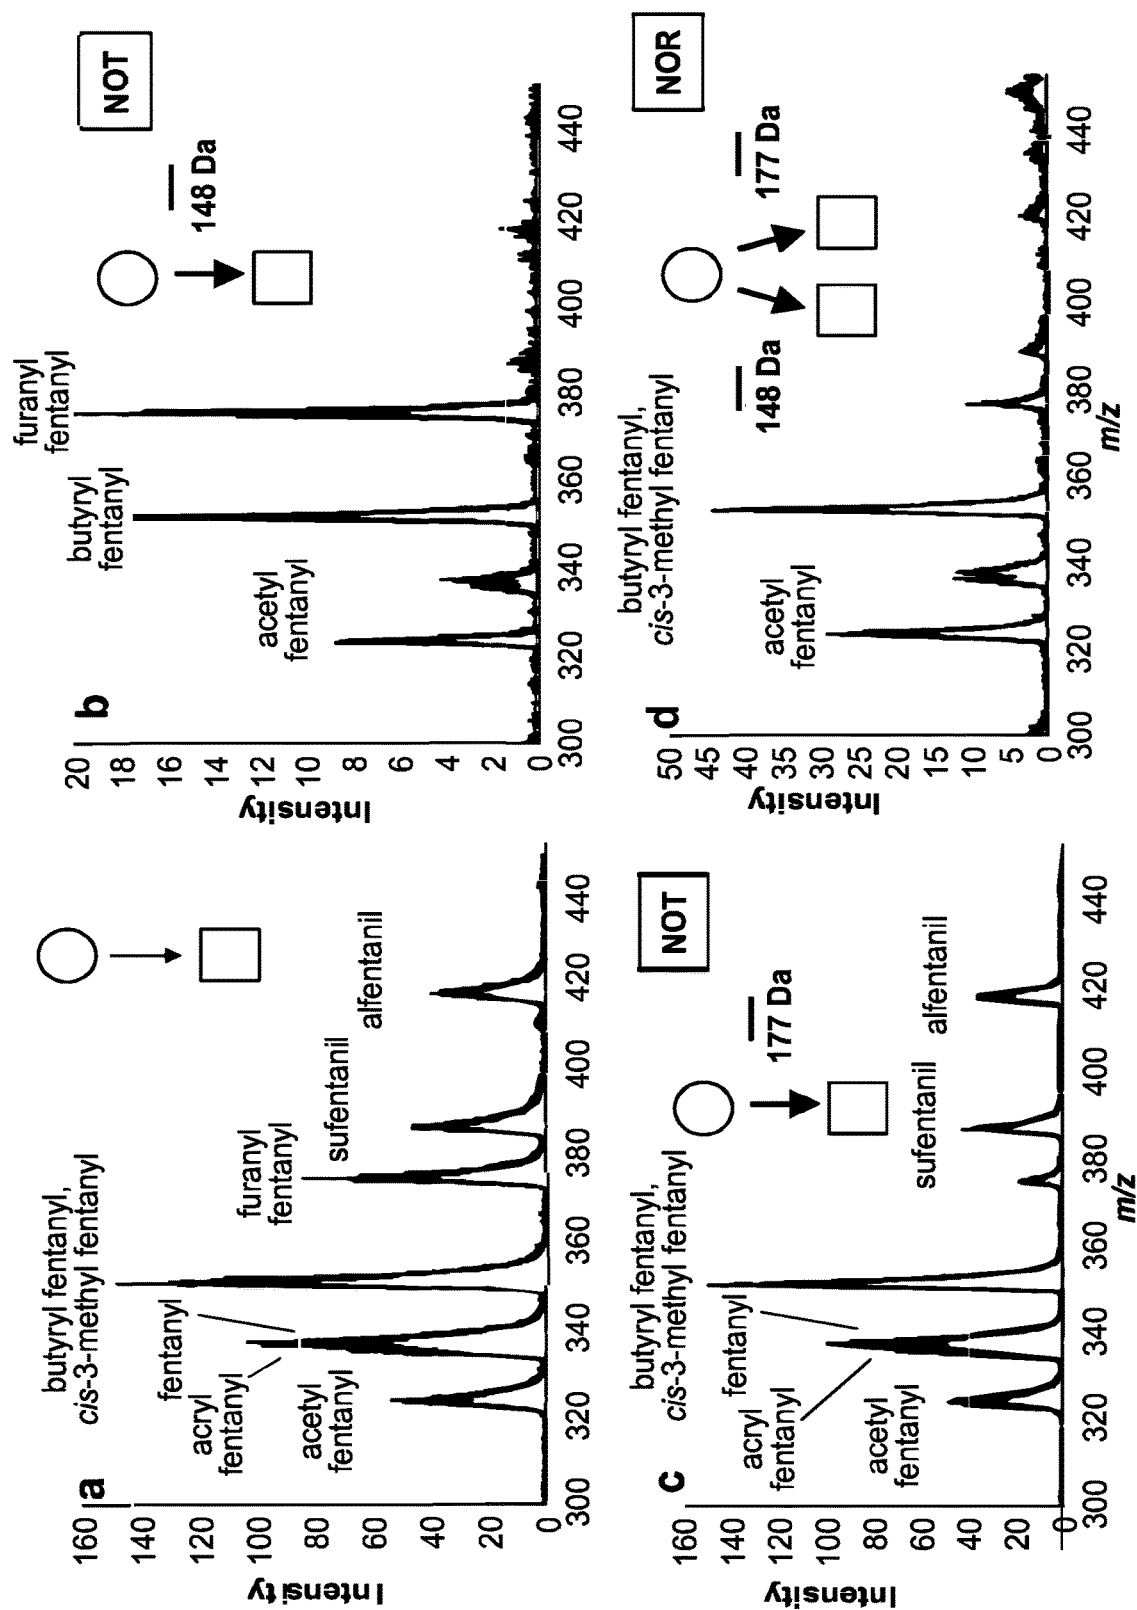 a
butyryl fentanyl,
cis-3-methyl fentanyl
fentanyl
acryl
fentanyl
acetyl
fentanyl
furanyl
fentanyl
sufentanil
alfentanil
Intensity
160
140
120
100
80
60
40
20
0
300 320 340 360 380 400 420 440
b
NOT
148 Da
furanyl
fentanyl
butyryl
fentanyl
acetyl
fentanyl
Intensity
20
18
16
14
12
10
8
6
4
2
0
300 320 340 360 380 400 420 440
c
NOT
177 Da
butyryl fentanyl,
cis-3-methyl fentanyl
fentanyl
acryl
fentanyl
acetyl
fentanyl
sufentanil
alfentanil
Intensity
160
140
120
100
80
60
40
20
0
300 320 340 360 380 400 420 440
m/z
d
NOR
148 Da
177 Da
butyryl fentanyl,
cis-3-methyl fentanyl
acetyl
fentanyl
Intensity
50
45
40
35
30
25
20
15
10
5
0
300 320 340 360 380 400 420 440
m/z